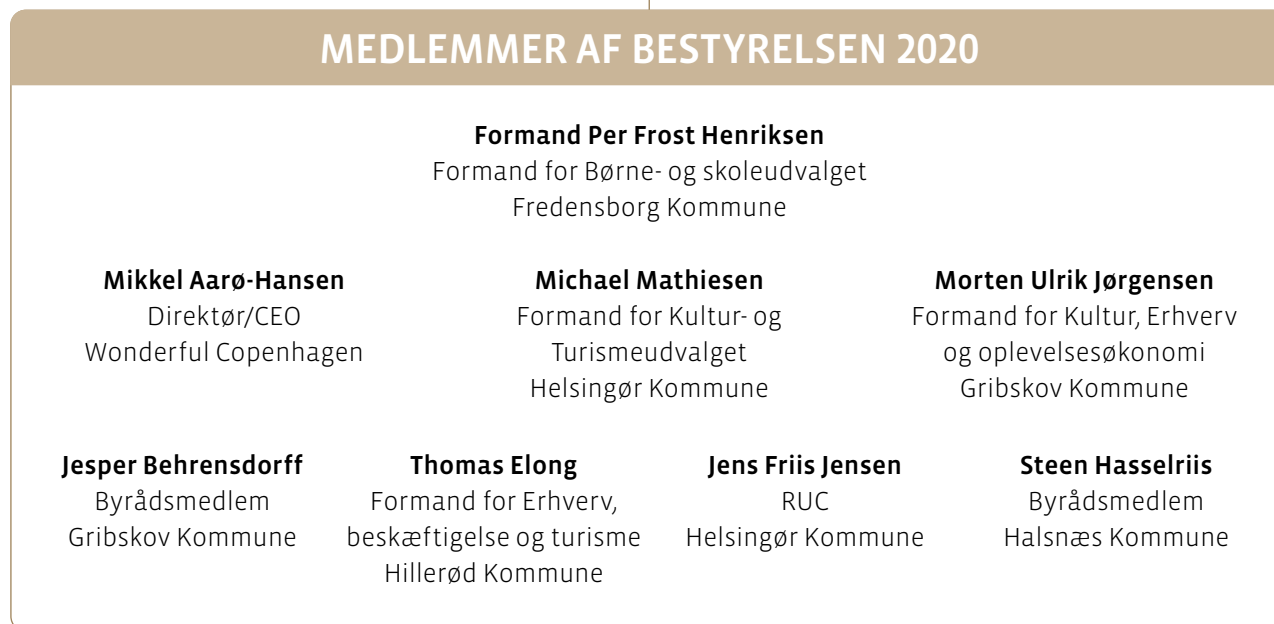 MEDLEMMER AF BESTYRELSEN 2020
Formand Per Frost Henriksen
Formand for Børne- og skoleudvalget
Fredensborg Kommune
Mikkel Aarø-Hansen
Direktør/CEO
Wonderful Copenhagen
Michael Mathiesen
Formand for Kultur- og
Turismeudvalget
Helsingør Kommune
Morten Ulrik Jørgensen
Formand for Kultur, Erhverv
og oplevelsesøkonomi
Gribskov Kommune
Jesper Behrensdorff
Byrådsmedlem
Gribskov Kommune
Thomas Elong
Formand for Erhverv,
beskæftigelse og turisme
Hillerød Kommune
Jens Friis Jensen
RUC
Helsingør Kommune
Steen Hasselriis
Byrådsmedlem
Halsnæs Kommune